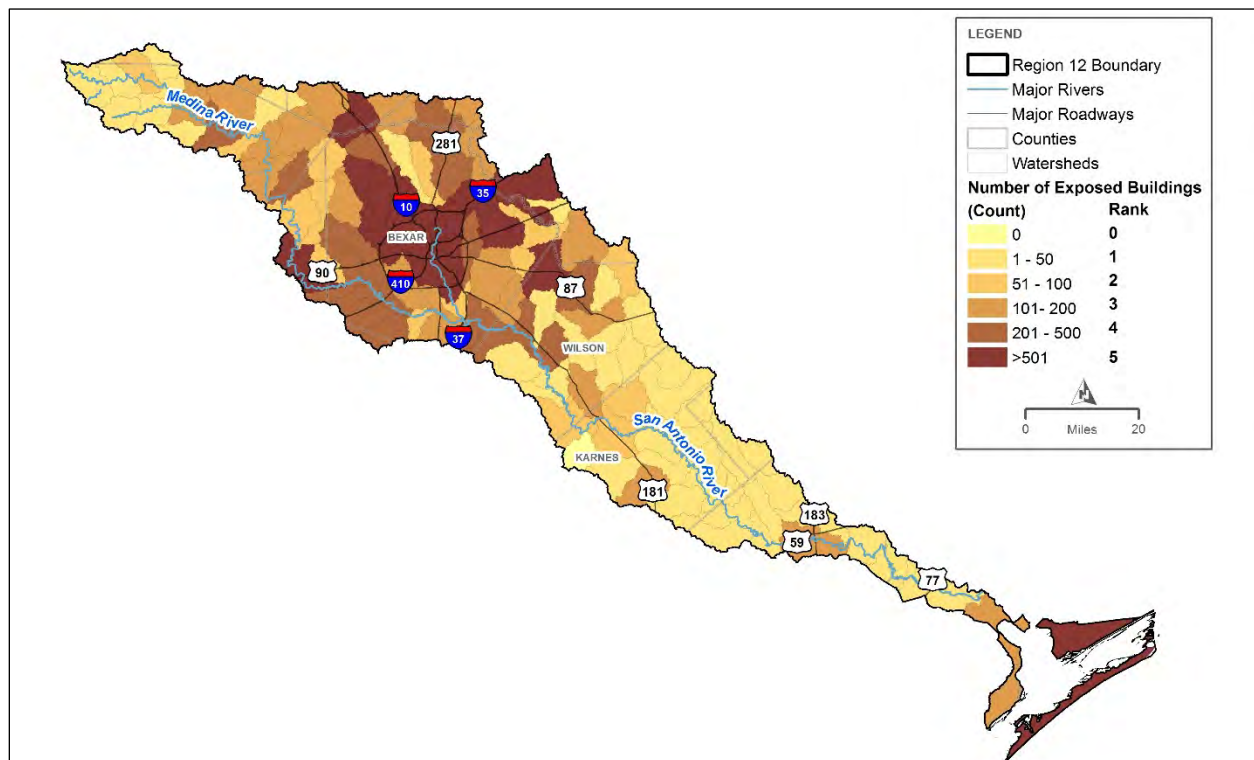 LEGEND
Region 12 Boundary
Major Rivers
Major Roadways
Counties
Watersheds
Number of Exposed Buildings
(Count) Rank
0 0
1 - 50 1
51 - 100 2
101- 200 3
201 - 500 4
>501 5
0 20
Miles
Medina River
281
35
10
BEXAR
90
410
87
37
WILSON
San Antonio River
KARNES
181
183
59
77